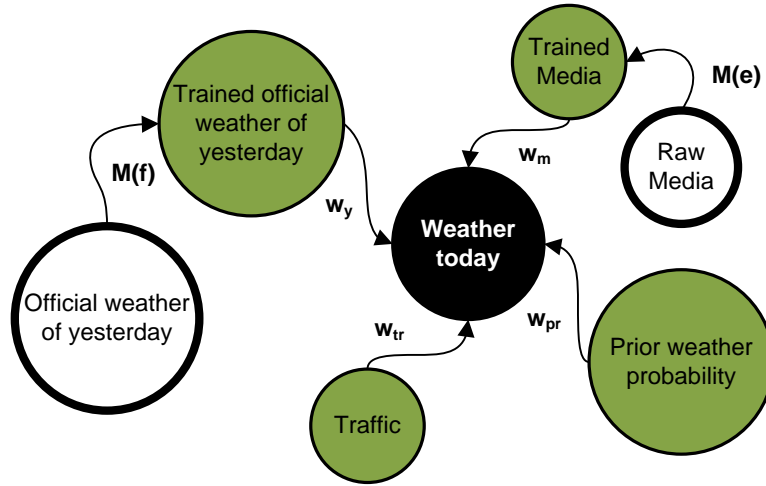 Trained official
weather of
yesterday
Trained
Media
M(e)
M(f)
w_m
Raw
Media
w_y
Weather
today
Official weather
of yesterday
w_tr
w_pr
Prior weather
probability
Traffic